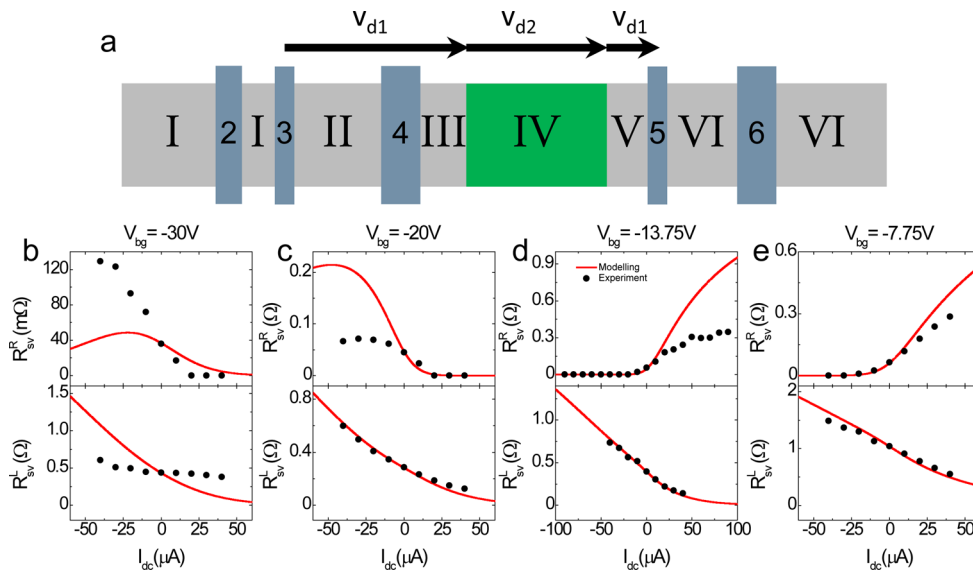 v_d1 v_d2 v_d1
a
I 2 I 3 II 4 III IV V 5 VI 6 VI
b V_bg = -30V c V_bg = -20V d V_bg = -13.75V e V_bg = -7.75V
120
80
40
0
R^R_sv (mΩ)
0.2
0.1
0
R^R_sv (Ω)
0.9
0.6
0.3
0
R^R_sv (Ω)
Modelling
Experiment
0.6
0.3
0
R^R_sv (Ω)
1.5
1.0
0.5
0
R^L_sv (Ω)
0.8
0.4
0
R^L_sv (Ω)
1.0
0.5
0
R^L_sv (Ω)
2
1
0
R^L_sv (Ω)
-50 -25 0 25 50
-50 -25 0 25 50
-100 -50 0 50 100
-50 -25 0 25 50
I_dc (μA) I_dc (μA) I_dc (μA) I_dc (μA)